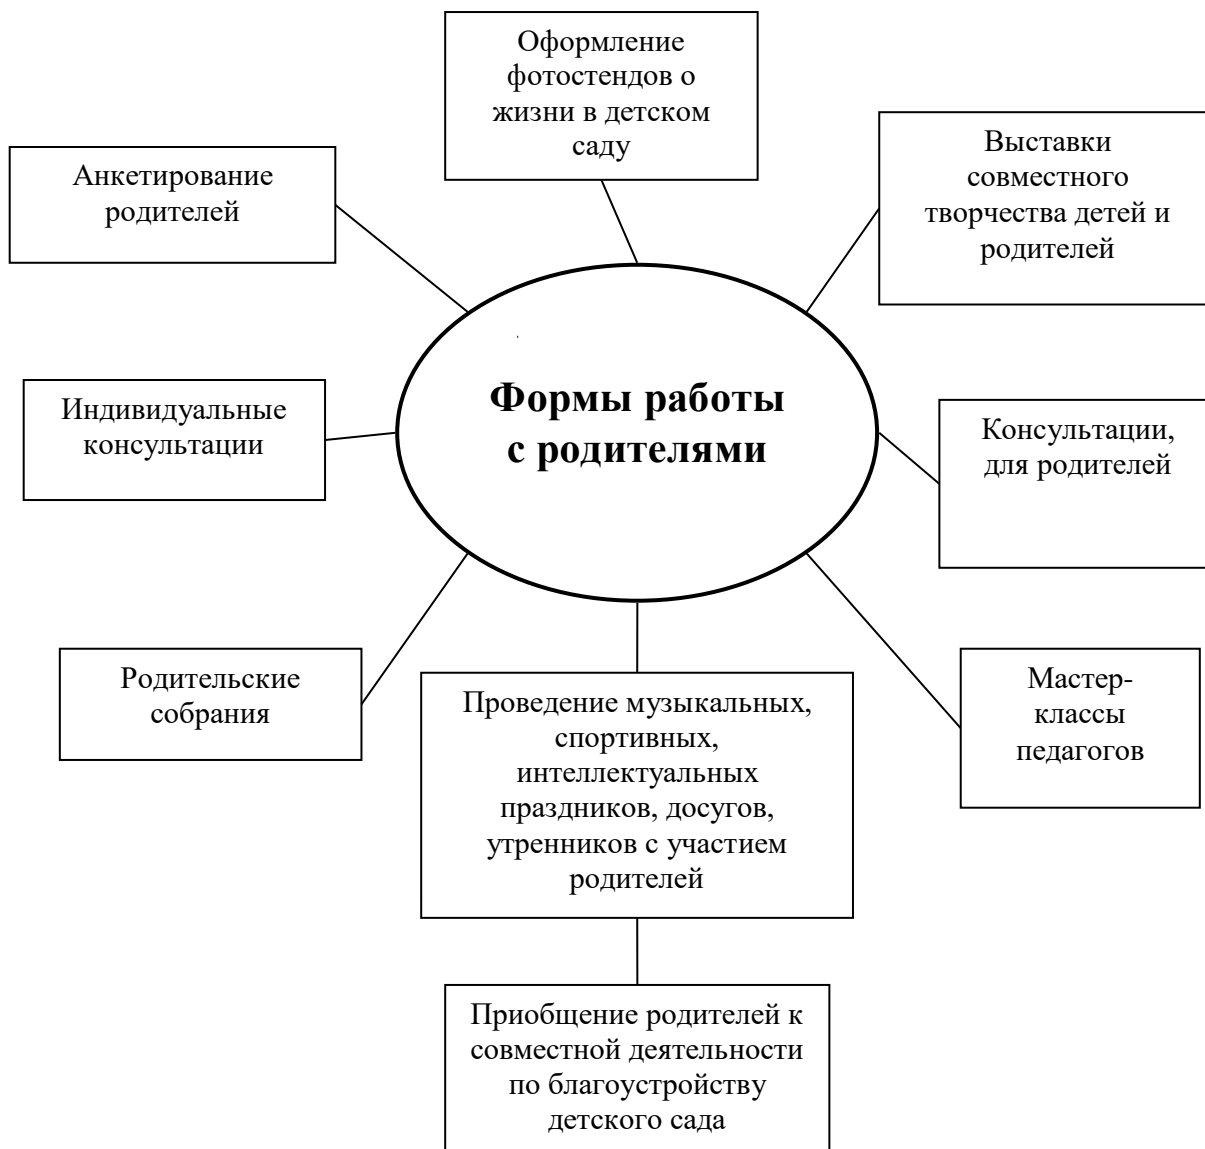 Оформление
фотостендов о
жизни в детском
саду
Выставки
совместного
творчества детей и
родителей
Анкетирование
родителей
Формы работы
с родителями
Индивидуальные
консультации
Консультации,
для родителей
Родительские
собрания
Проведение музыкальных,
спортивных,
интеллектуальных
праздников, досугов,
утренников с участием
родителей
Мастер-
классы
педагогов
Приобщение родителей к
совместной деятельности
по благоустройству
детского сада